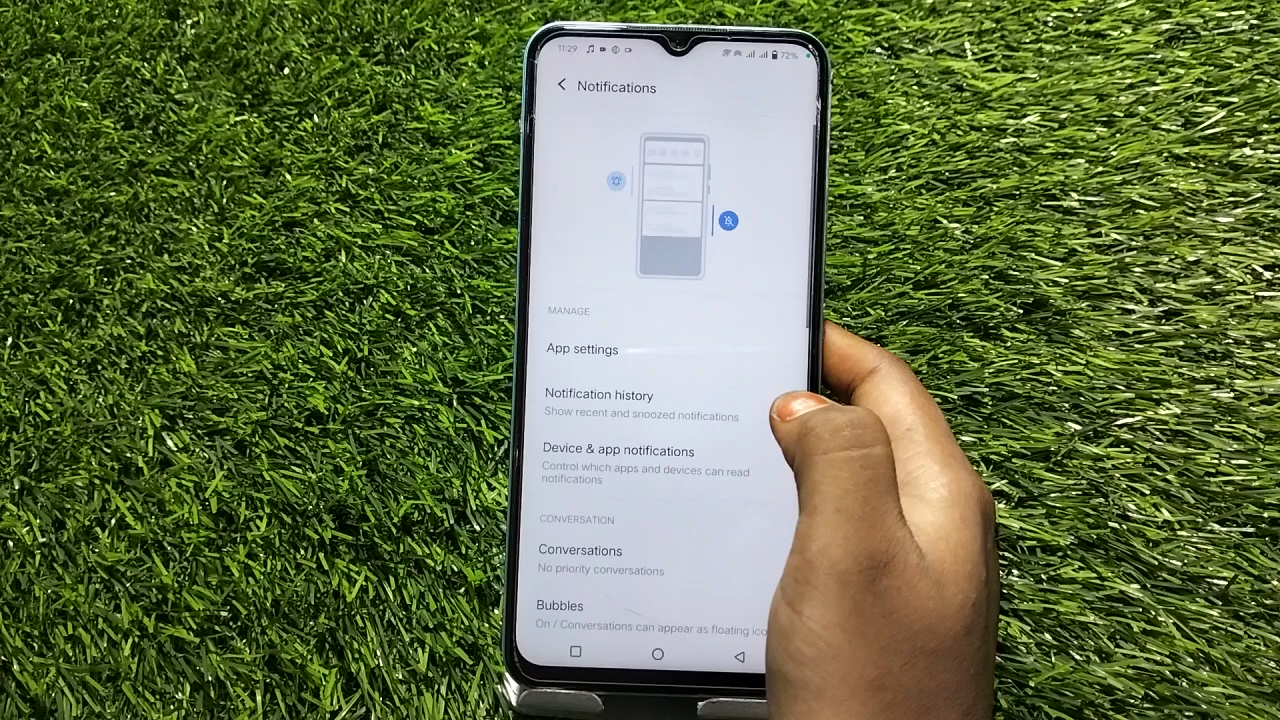 11:29
72%
Notifications
MANAGE
App settings
Notification history
Show recent and snoozed notifications
Device & app notifications
Control which apps and devices can read
notifications
CONVERSATION
Conversations
No priority conversations
Bubbles
On / Conversations can appear as floating ico